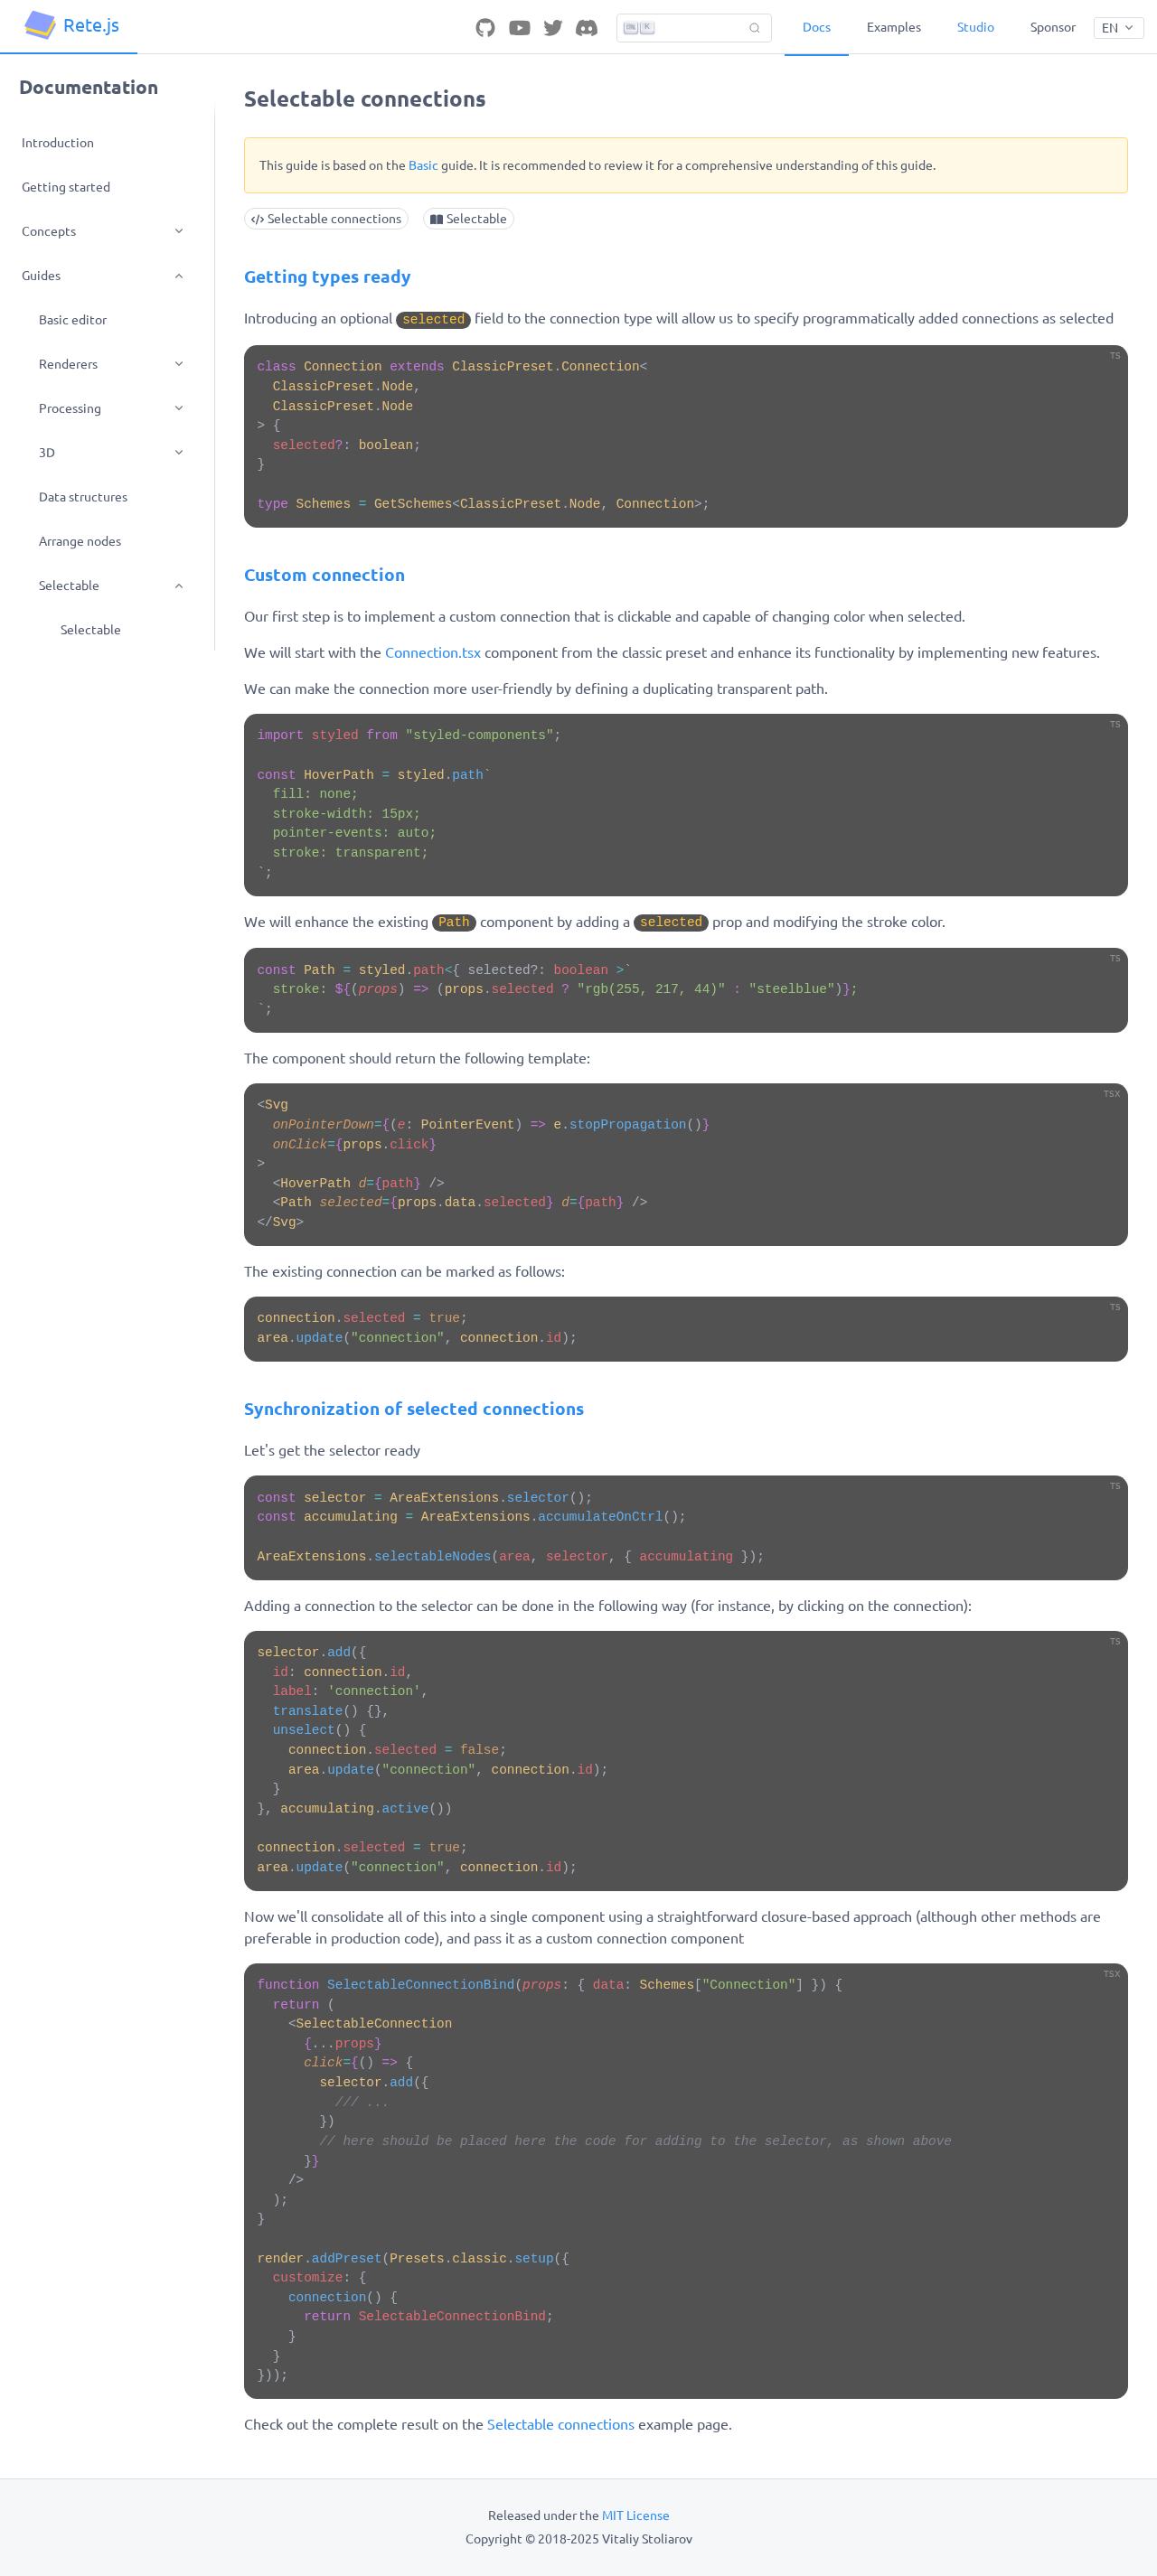 Rete.js
Docs
Examples
Studio
Sponsor
EN
Documentation
Introduction
Getting started
Concepts
Guides
Basic editor
Renderers
Processing
3D
Data structures
Arrange nodes
Selectable
Selectable
Selectable connections
This guide is based on the Basic guide. It is recommended to review it for a comprehensive understanding of this guide.
Selectable connections
Selectable
Getting types ready
Introducing an optional selected field to the connection type will allow us to specify programmatically added connections as selected
TS
class Connection extends ClassicPreset.Connection<
  ClassicPreset.Node,
  ClassicPreset.Node
> {
  selected?: boolean;
}
type Schemes = GetSchemes<ClassicPreset.Node, Connection>;
Custom connection
Our first step is to implement a custom connection that is clickable and capable of changing color when selected.
We will start with the Connection.tsx component from the classic preset and enhance its functionality by implementing new features.
We can make the connection more user-friendly by defining a duplicating transparent path.
TS
import styled from "styled-components";
const HoverPath = styled.path`
  fill: none;
  stroke-width: 15px;
  pointer-events: auto;
  stroke: transparent;
`;
We will enhance the existing Path component by adding a selected prop and modifying the stroke color.
TS
const Path = styled.path<{ selected?: boolean >`
  stroke: ${(props) => (props.selected ? "rgb(255, 217, 44)" : "steelblue")};
`;
The component should return the following template:
TSX
<Svg
  onPointerDown={(e: PointerEvent) => e.stopPropagation()}
  onClick={props.click}
>
  <HoverPath d={path} />
  <Path selected={props.data.selected} d={path} />
</Svg>
The existing connection can be marked as follows:
TS
connection.selected = true;
area.update("connection", connection.id);
Synchronization of selected connections
Let's get the selector ready
TS
const selector = AreaExtensions.selector();
const accumulating = AreaExtensions.accumulateOnCtrl();
AreaExtensions.selectableNodes(area, selector, { accumulating });
Adding a connection to the selector can be done in the following way (for instance, by clicking on the connection):
TS
selector.add({
  id: connection.id,
  label: 'connection',
  translate() {},
  unselect() {
    connection.selected = false;
    area.update("connection", connection.id);
  }
}, accumulating.active())
connection.selected = true;
area.update("connection", connection.id);
Now we'll consolidate all of this into a single component using a straightforward closure-based approach (although other methods are
preferable in production code), and pass it as a custom connection component
TSX
function SelectableConnectionBind(props: { data: Schemes["Connection"] }) {
  return (
    <SelectableConnection
      {...props}
      click={() => {
        selector.add({
          /// ...
        })
        // here should be placed here the code for adding to the selector, as shown above
      }}
    />
  );
}
render.addPreset(Presets.classic.setup({
  customize: {
    connection() {
      return SelectableConnectionBind;
    }
  }
}));
Check out the complete result on the Selectable connections example page.
Released under the MIT License
Copyright © 2018-2025 Vitaliy Stoliarov